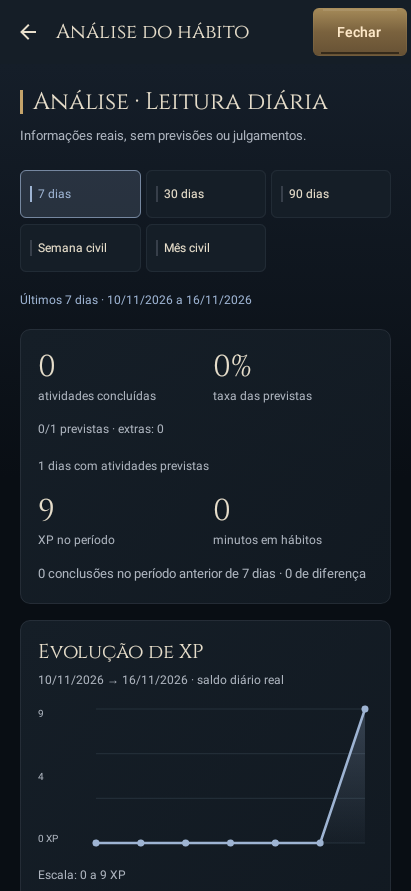 Análise do hábito
Fechar
Análise · Leitura diária
Informações reais, sem previsões ou julgamentos.
7 dias
30 dias
90 dias
Semana civil
Mês civil
Últimos 7 dias · 10/11/2026 a 16/11/2026
0
0%
atividades concluídas
taxa das previstas
0/1 previstas · extras: 0
1 dias com atividades previstas
9
0
XP no período
minutos em hábitos
0 conclusões no período anterior de 7 dias · 0 de diferença
Evolução de XP
10/11/2026 → 16/11/2026 · saldo diário real
9
4
0 XP
Escala: 0 a 9 XP